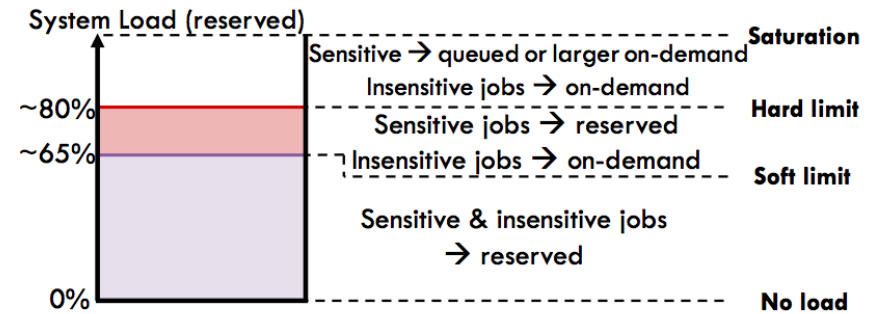 System Load (reserved)
Saturation
Sensitive → queued or larger on-demand
Insensitive jobs → on-demand
~80%
Hard limit
Sensitive jobs → reserved
~65%
Insensitive jobs → on-demand
Soft limit
Sensitive & insensitive jobs
→ reserved
0%
No load